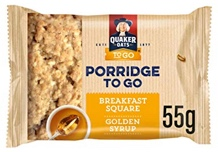 QUAKER
OATS
TO GO
PORRIDGE
TO GO
BREAKFAST
SQUARE
GOLDEN
SYRUP
55g